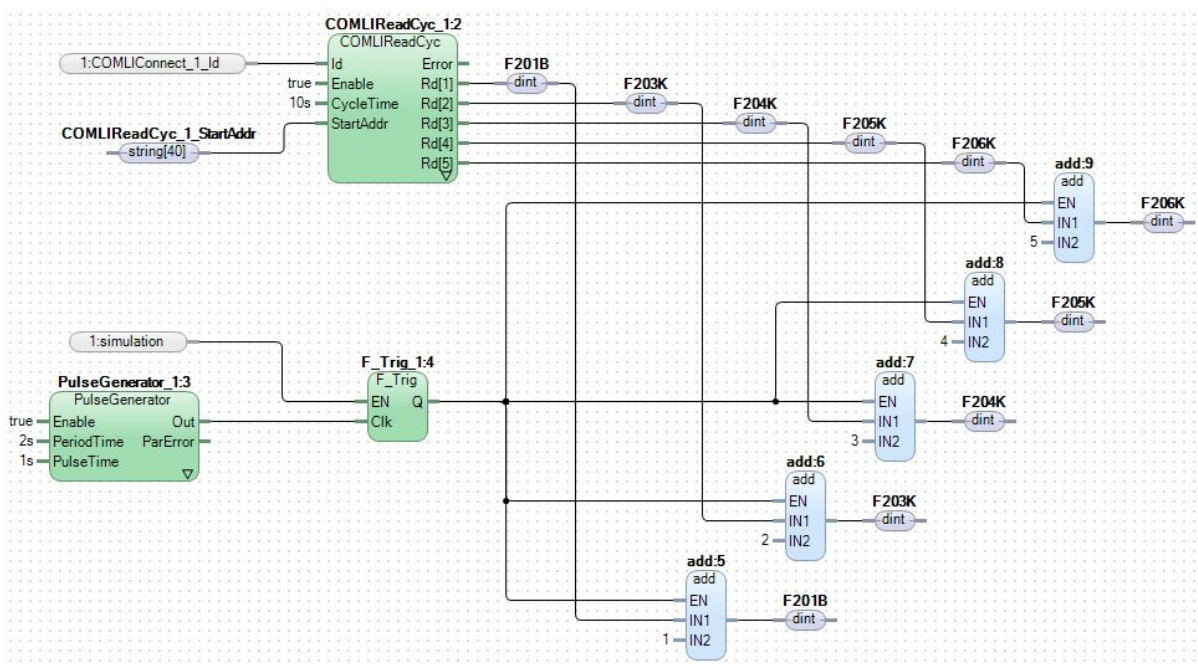 COMLIReadCyc_1:2
COMLIReadCyc
1:COMLIConnect_1_Id
Id
Error
F201B
true
Enable
Rd[1]
dint
F203K
10s
CycleTime
Rd[2]
dint
F204K
COMLIReadCyc_1_StartAddr
StartAddr
Rd[3]
dint
F205K
string[40]
Rd[4]
dint
F206K
Rd[5]
dint
add:9
add
EN
F206K
IN1
dint
5
IN2
add:8
add
EN
F205K
IN1
dint
4
IN2
1:simulation
F_Trig_1:4
F_Trig
EN
Q
Clk
PulseGenerator_1:3
PulseGenerator
true
Enable
Out
2s
PeriodTime
ParError
1s
PulseTime
add:7
add
EN
F204K
IN1
dint
3
IN2
add:6
add
EN
F203K
IN1
dint
2
IN2
add:5
add
EN
F201B
IN1
dint
1
IN2